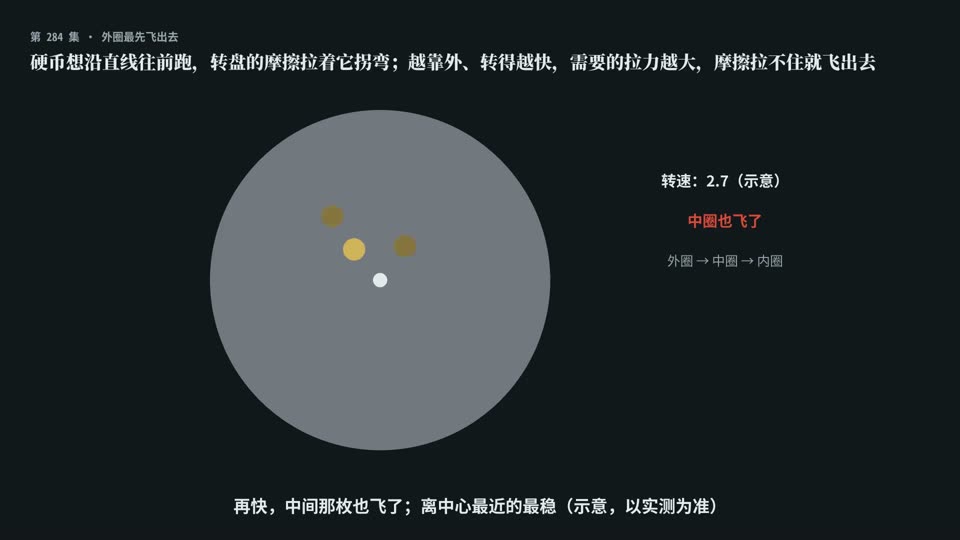 第 284 集 · 外圈最先飞出去
硬币想沿直线往前跑，转盘的摩擦拉着它拐弯；越靠外、转得越快，需要的拉力越大，摩擦拉不住就飞出去
转速：2.7（示意）
中圈也飞了
外圈 → 中圈 → 内圈
再快，中间那枚也飞了；离中心最近的最稳（示意，以实测为准）